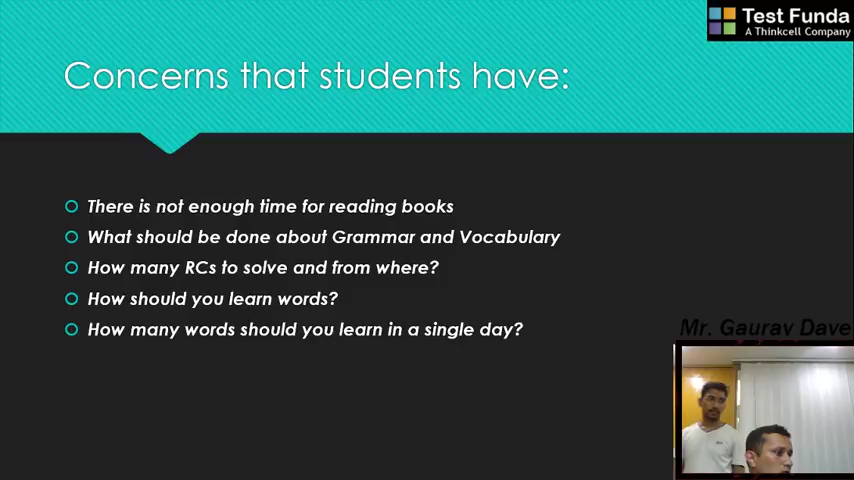 Test Funda
A Thinkcell Company
Concerns that students have:
There is not enough time for reading books
What should be done about Grammar and Vocabulary
How many RCs to solve and from where?
How should you learn words?
How many words should you learn in a single day?
Mr. Gaurav Dave